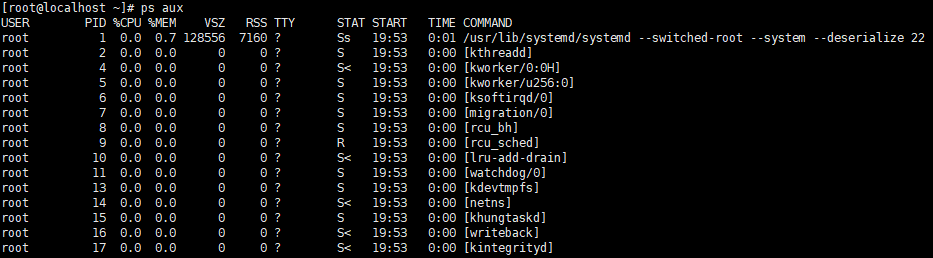 [root@localhost ~]# ps aux
USER PID %CPU %MEM VSZ RSS TTY STAT START TIME COMMAND
root 1 0.0 0.7 128556 7160 ? Ss 19:53 0:01 /usr/lib/systemd/systemd --switched-root --system --deserialize 22
root 2 0.0 0.0 0 0 ? S 19:53 0:00 [kthreadd]
root 4 0.0 0.0 0 0 ? S< 19:53 0:00 [kworker/0:0H]
root 5 0.0 0.0 0 0 ? S 19:53 0:00 [kworker/u256:0]
root 6 0.0 0.0 0 0 ? S 19:53 0:00 [ksoftirqd/0]
root 7 0.0 0.0 0 0 ? S 19:53 0:00 [migration/0]
root 8 0.0 0.0 0 0 ? S 19:53 0:00 [rcu_bh]
root 9 0.0 0.0 0 0 ? R 19:53 0:00 [rcu_sched]
root 10 0.0 0.0 0 0 ? S< 19:53 0:00 [lru-add-drain]
root 11 0.0 0.0 0 0 ? S 19:53 0:00 [watchdog/0]
root 13 0.0 0.0 0 0 ? S 19:53 0:00 [kdevtmpfs]
root 14 0.0 0.0 0 0 ? S< 19:53 0:00 [netns]
root 15 0.0 0.0 0 0 ? S 19:53 0:00 [khungtaskd]
root 16 0.0 0.0 0 0 ? S< 19:53 0:00 [writeback]
root 17 0.0 0.0 0 0 ? S< 19:53 0:00 [kintegrityd]